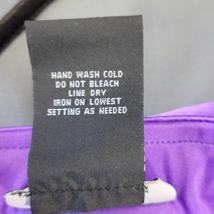 HAND WASH COLD
DO NOT BLEACH
LINE DRY
IRON ON LOWEST
SETTING AS NEEDED